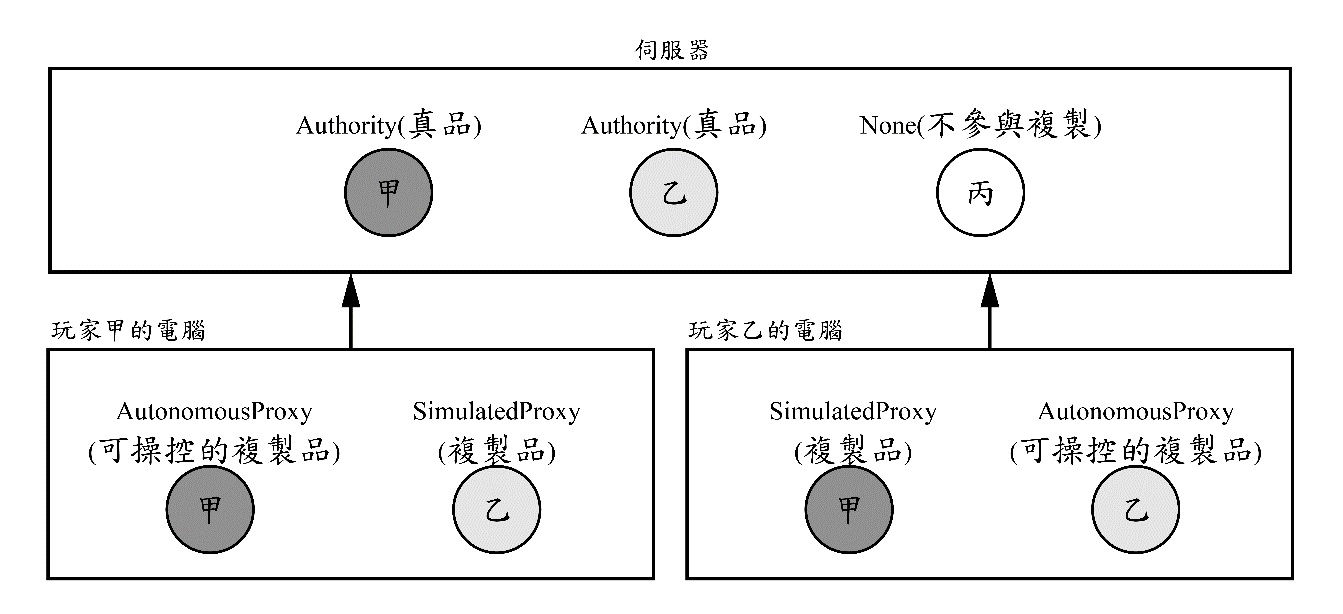 伺服器
Authority(真品)
Authority(真品)
None(不參與複製)
甲
乙
丙
玩家甲的電腦
玩家乙的電腦
AutonomousProxy
(可操控的複製品)
SimulatedProxy
(複製品)
SimulatedProxy
(複製品)
AutonomousProxy
(可操控的複製品)
甲
乙
甲
乙